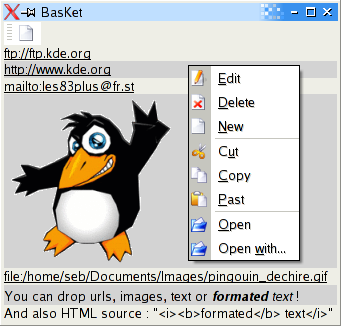 BasKet
ftp://ftp.kde.org
http://www.kde.org
mailto:les83plus@fr.st
Edit
Delete
New
Cut
Copy
Past
Open
Open with...
file:/home/seb/Documents/Images/pingouin_dechire.gif
You can drop urls, images, text or formated text !
And also HTML source : "<i><b>formated</b> text</i>"